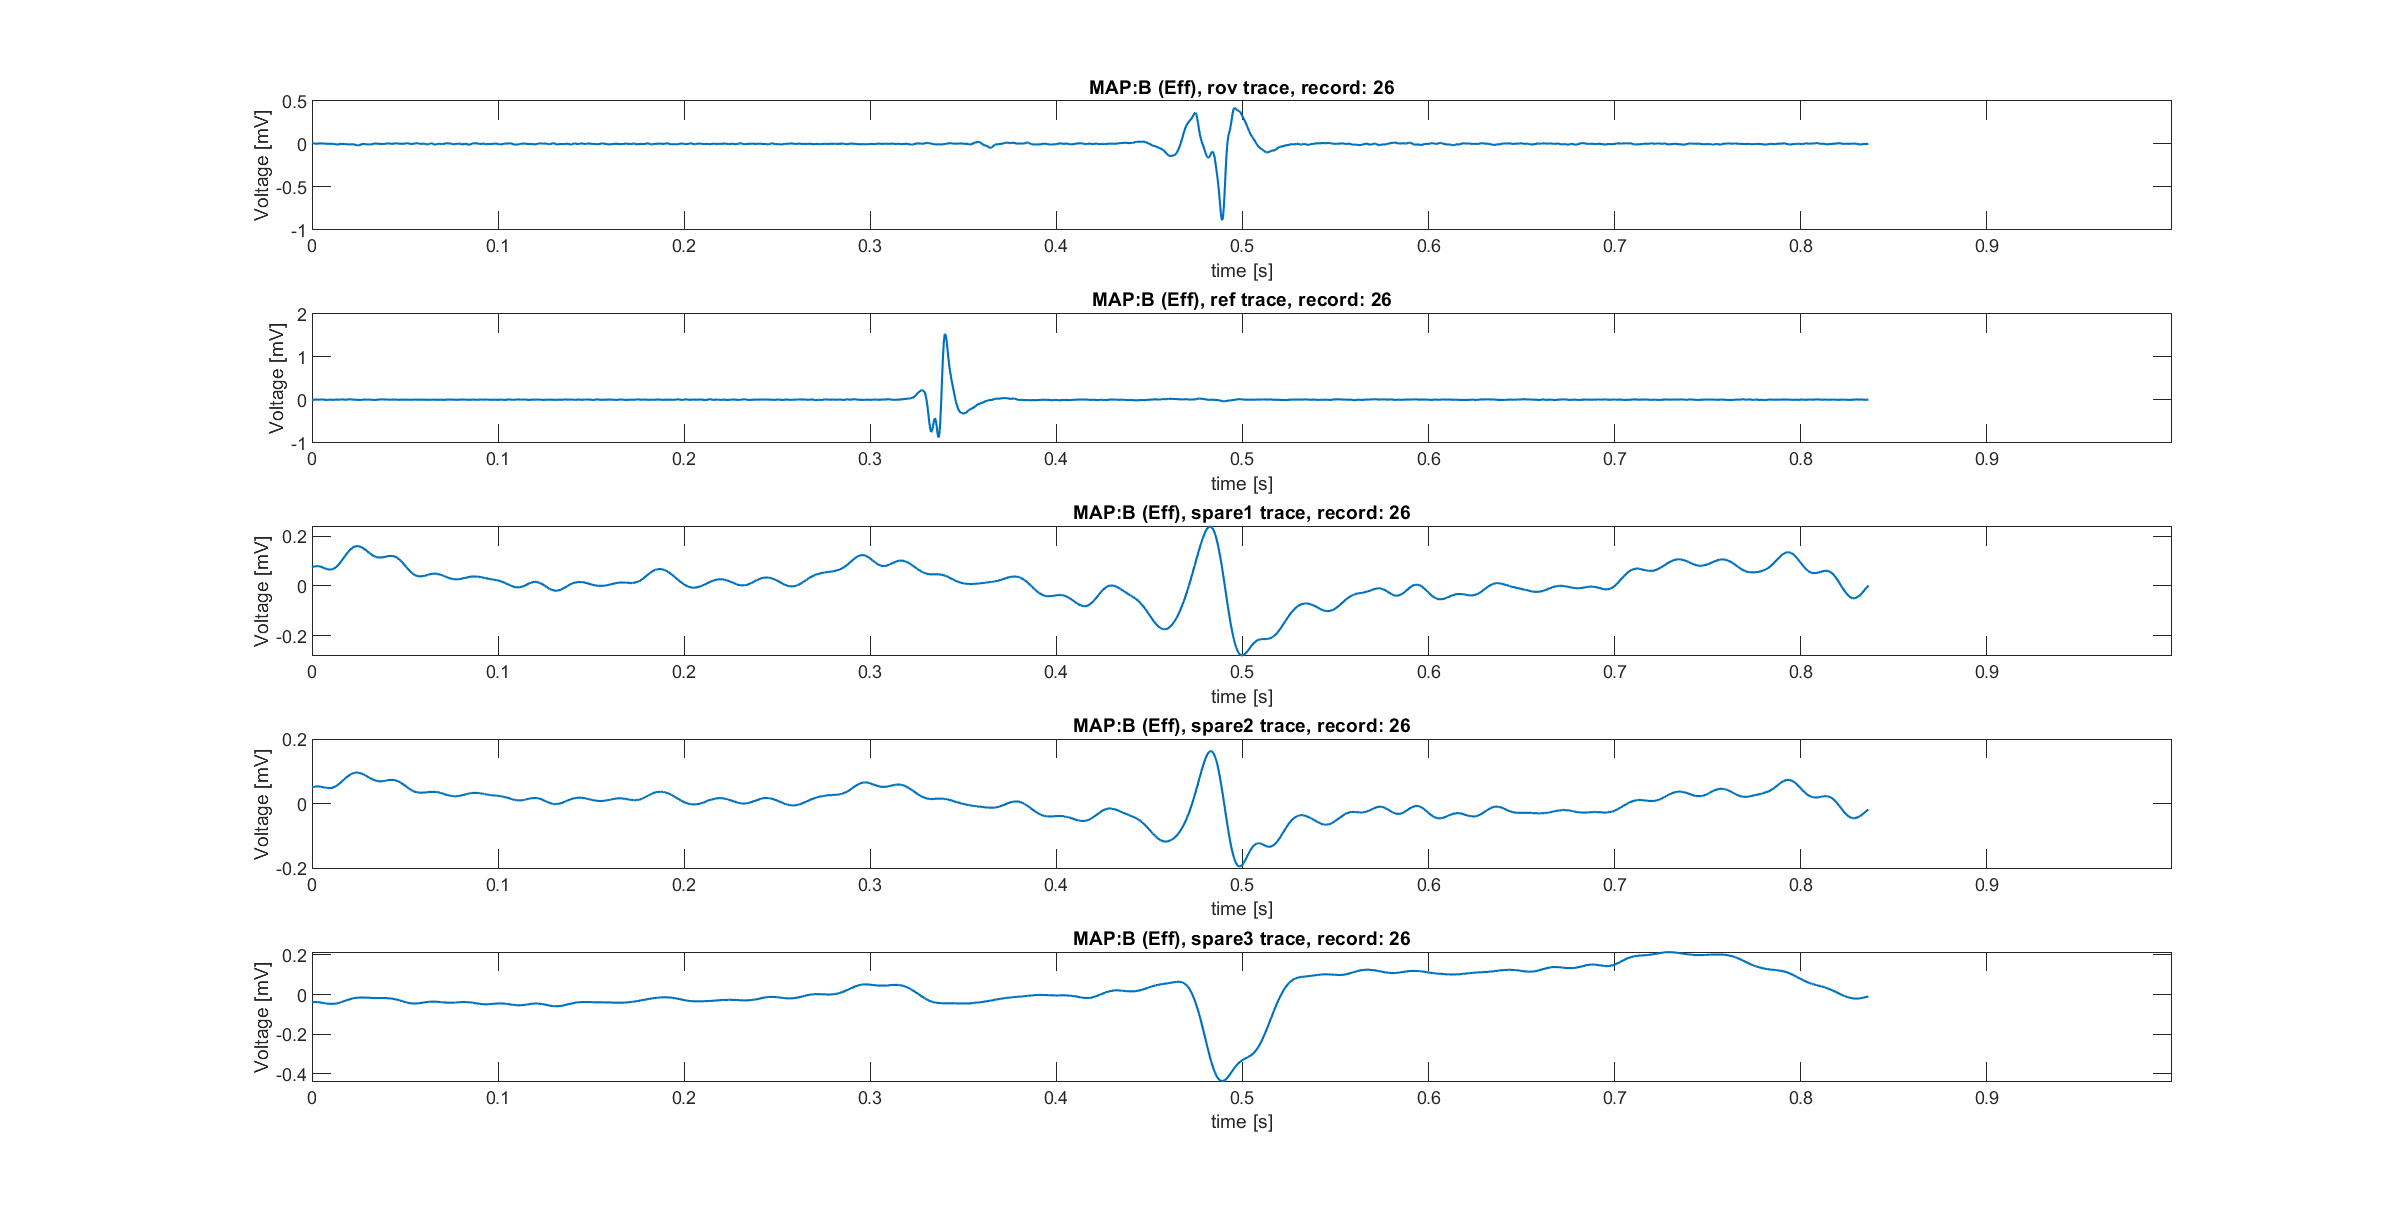 MAP:B (Eff), rov trace, record: 26
Voltage [mV]
0.5
0
-0.5
-1
0 0.1 0.2 0.3 0.4 0.5 0.6 0.7 0.8 0.9
time [s]
MAP:B (Eff), ref trace, record: 26
Voltage [mV]
2
1
0
-1
0 0.1 0.2 0.3 0.4 0.5 0.6 0.7 0.8 0.9
time [s]
MAP:B (Eff), spare1 trace, record: 26
Voltage [mV]
0.2
0
-0.2
0 0.1 0.2 0.3 0.4 0.5 0.6 0.7 0.8 0.9
time [s]
MAP:B (Eff), spare2 trace, record: 26
Voltage [mV]
0.2
0
-0.2
0 0.1 0.2 0.3 0.4 0.5 0.6 0.7 0.8 0.9
time [s]
MAP:B (Eff), spare3 trace, record: 26
Voltage [mV]
0.2
0
-0.2
-0.4
0 0.1 0.2 0.3 0.4 0.5 0.6 0.7 0.8 0.9
time [s]